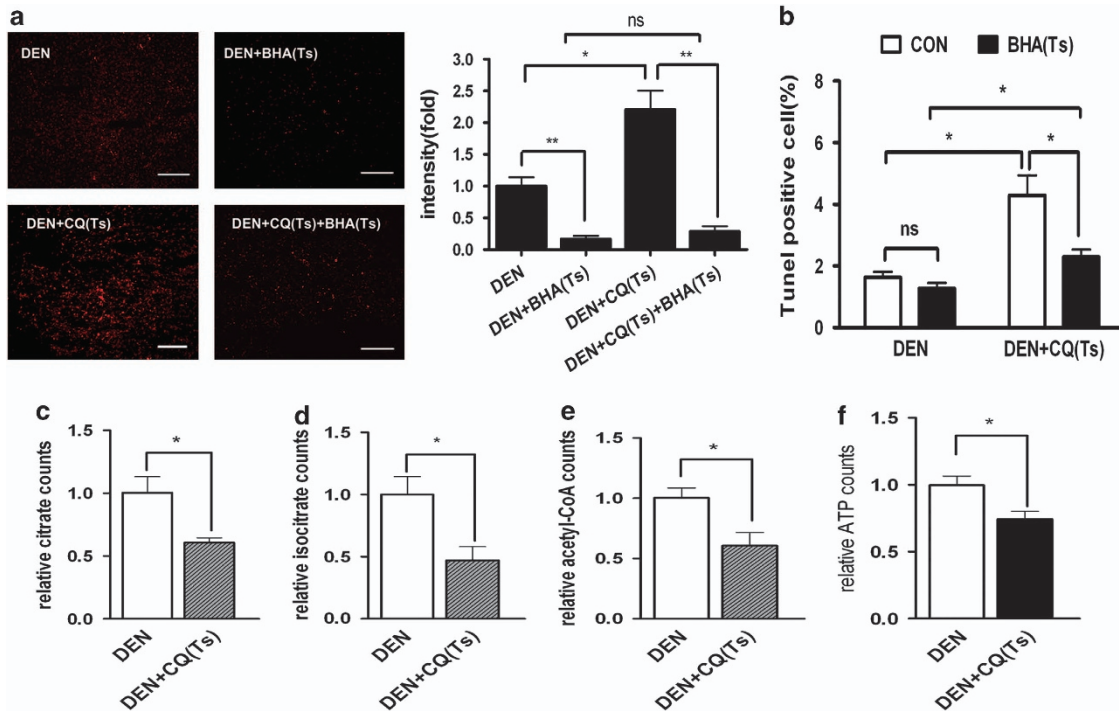 a
DEN
DEN+BHA(Ts)
DEN+CQ(Ts)
DEN+CQ(Ts)+BHA(Ts)
ns
*
**
**
intensity(fold)
3.0
2.5
2.0
1.5
1.0
0.5
0.0
DEN
DEN+BHA(Ts)
DEN+CQ(Ts)
DEN+CQ(Ts)+BHA(Ts)
b
CON
BHA(Ts)
Tunel positive cell(%)
8
6
4
2
0
*
*
*
ns
DEN
DEN+CQ(Ts)
c
relative citrate counts
1.5
1.0
0.5
0.0
*
DEN
DEN+CQ(Ts)
d
relative isocitrate counts
1.5
1.0
0.5
0.0
*
DEN
DEN+CQ(Ts)
e
relative acetyl-CoA counts
1.5
1.0
0.5
0.0
*
DEN
DEN+CQ(Ts)
f
relative ATP counts
1.5
1.0
0.5
0.0
*
DEN
DEN+CQ(Ts)